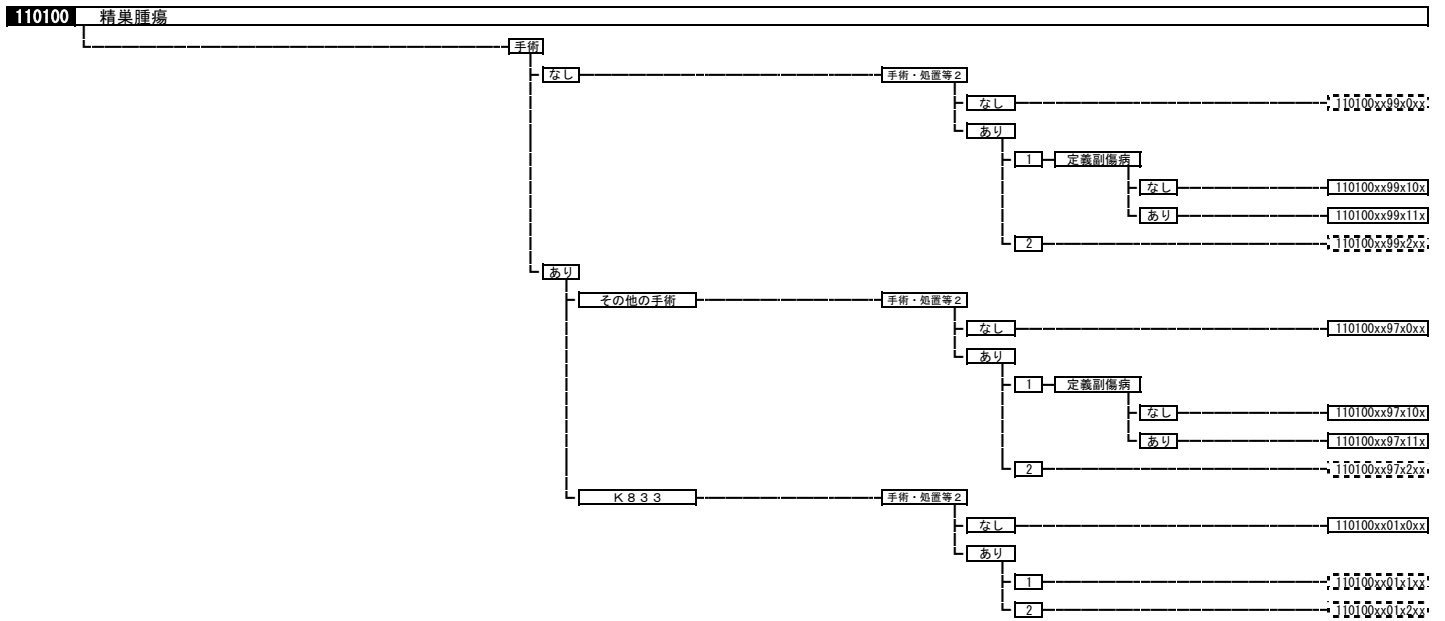 110100 精巣腫瘍
手術
なし 手術・処置等2
なし 110100xx99x0xx
あり
1 定義副傷病
なし 110100xx99x10x
あり 110100xx99x11x
2 110100xx99x2xx
あり
その他の手術 手術・処置等2
なし 110100xx97x0xx
あり
1 定義副傷病
なし 110100xx97x10x
あり 110100xx97x11x
2 110100xx97x2xx
K833 手術・処置等2
なし 110100xx01x0xx
あり
1 110100xx01x1xx
2 110100xx01x2xx